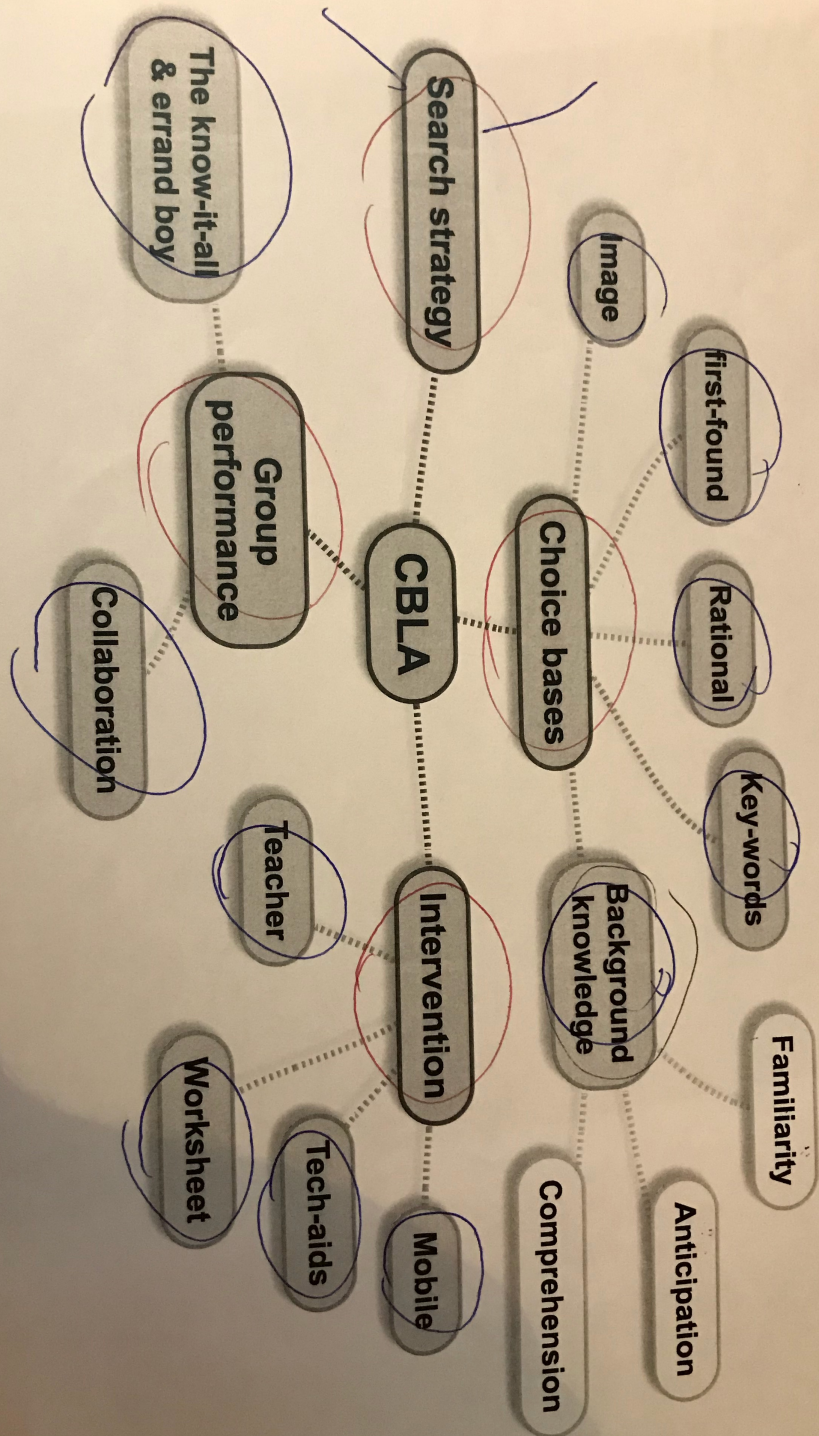 Familiarity
Anticipation
Key-words
Rational
first-found
Image
Background
knowledge
Comprehension
Choice bases
Search strategy
CBLA
Intervention
Mobile
Tech-aids
Group
performance
Teacher
The know-it-all
& errand boy
Worksheet
Collaboration